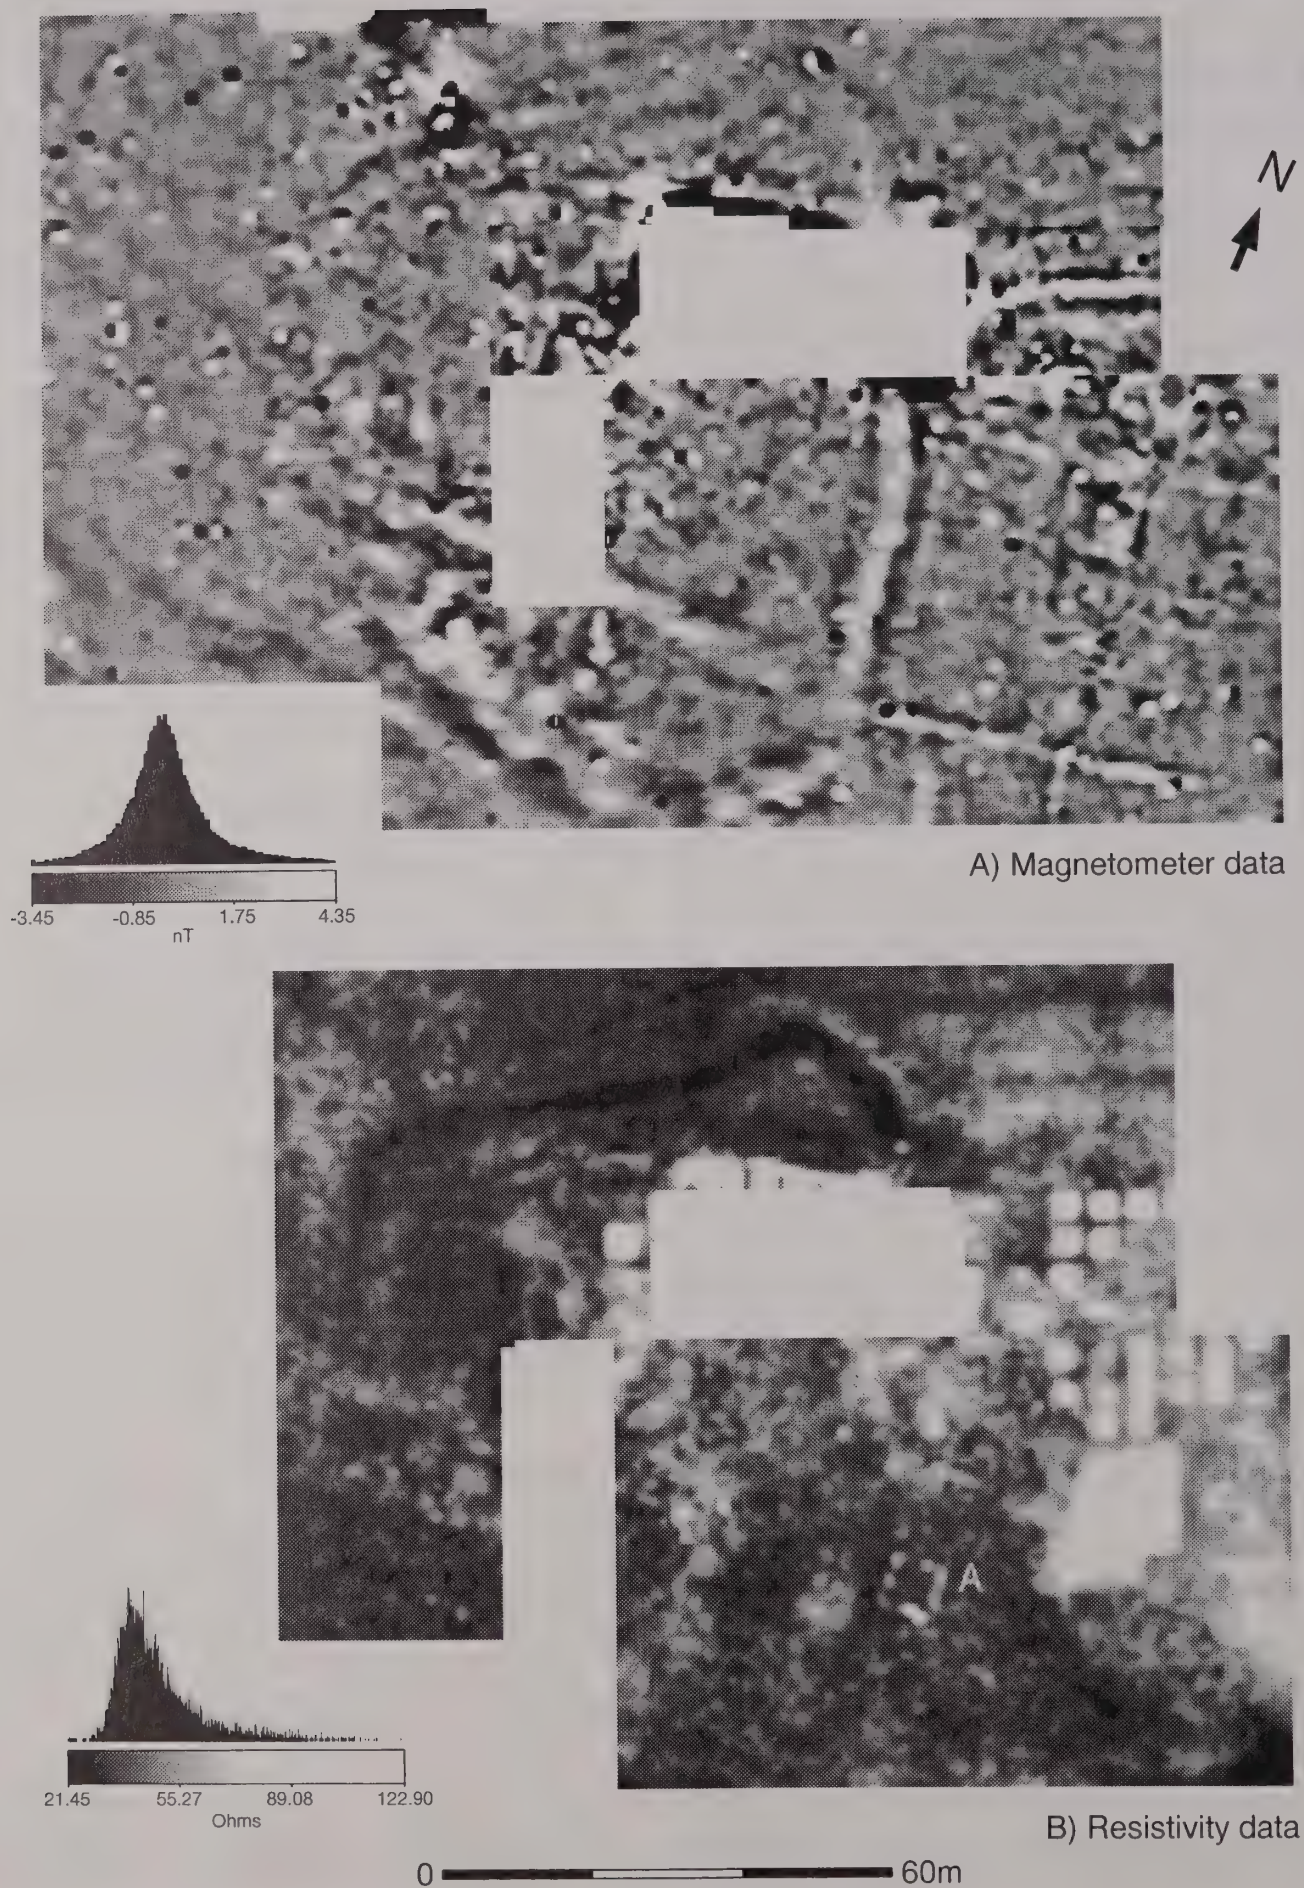 N
A) Magnetometer data
-3.45 -0.85 1.75 4.35
nT
A
21.45 55.27 89.08 122.90
Ohms
B) Resistivity data
0 60m